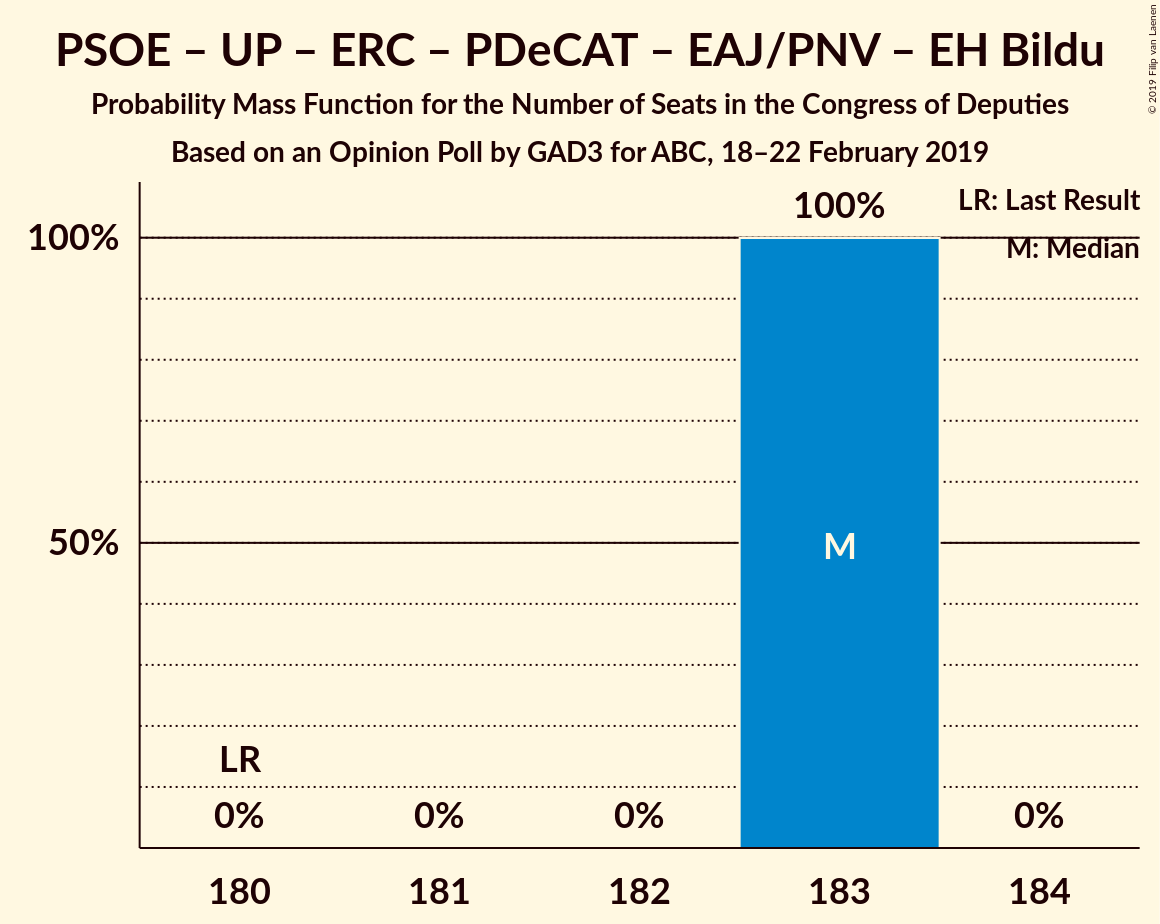 PSOE – UP – ERC – PDeCAT – EAJ/PNV – EH Bildu
Probability Mass Function for the Number of Seats in the Congress of Deputies
Based on an Opinion Poll by GAD3 for ABC, 18–22 February 2019
© 2019 Filip van Laenen
LR: Last Result
M: Median
100%
100%
50%
M
LR
0%
0%
0%
0%
180
181
182
183
184